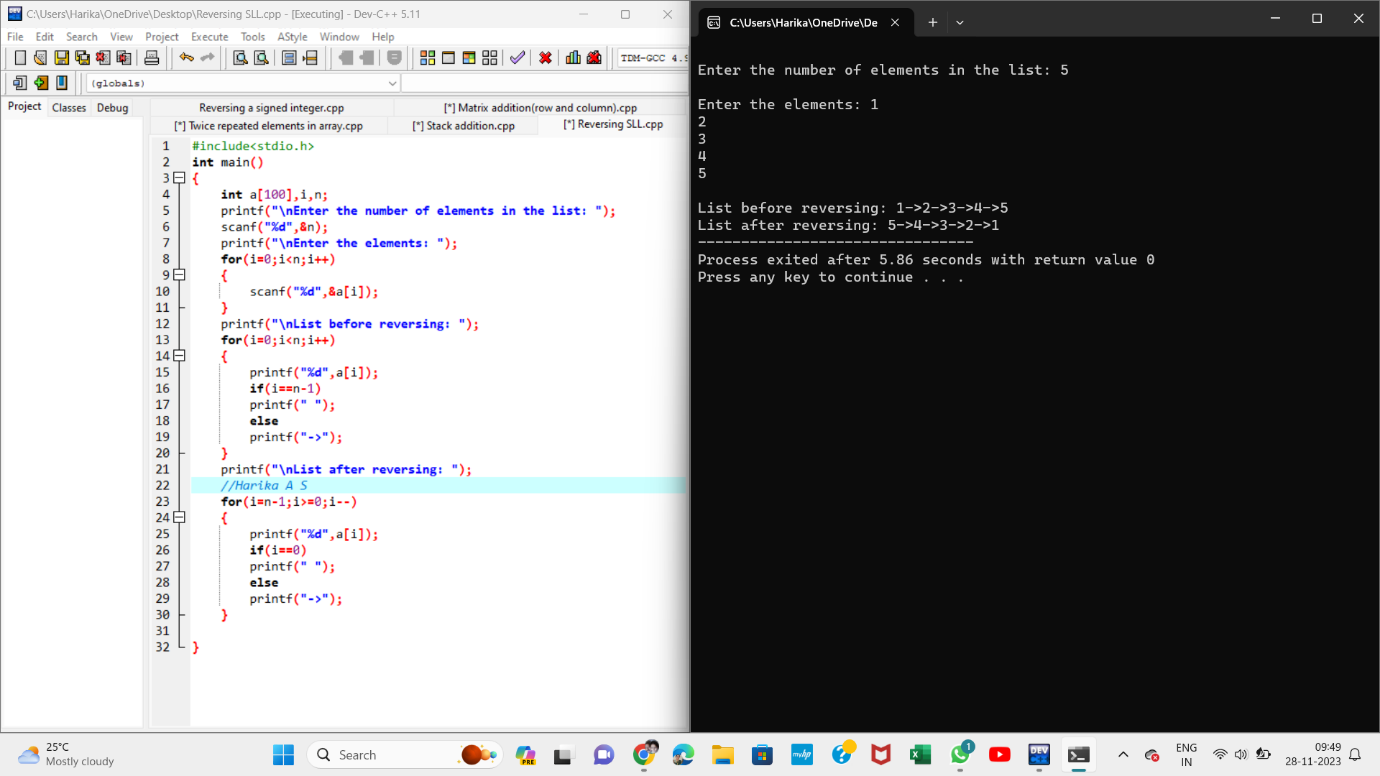 C:\Users\Harika\OneDrive\Desktop\Reversing SLL.cpp - [Executing] - Dev-C++ 5.11
File Edit Search View Project Execute Tools AStyle Window Help
TDM-GCC 4.9
(globals)
Project Classes Debug
Reversing a signed integer.cpp [*] Matrix addition(row and column).cpp
[*] Twice repeated elements in array.cpp [*] Stack addition.cpp [*] Reversing SLL.cpp
1 #include<stdio.h>
2 int main()
3 {
4 int a[100],i,n;
5 printf("\nEnter the number of elements in the list: ");
6 scanf("%d",&n);
7 printf("\nEnter the elements: ");
8 for(i=0;i<n;i++)
9 {
10 scanf("%d",&a[i]);
11 }
12 printf("\nList before reversing: ");
13 for(i=0;i<n;i++)
14 {
15 printf("%d",a[i]);
16 if(i==n-1)
17 printf(" ");
18 else
19 printf("->");
20 }
21 printf("\nList after reversing: ");
22 //Harika A S
23 for(i=n-1;i>=0;i--)
24 {
25 printf("%d",a[i]);
26 if(i==0)
27 printf(" ");
28 else
29 printf("->");
30 }
31
32 }
C:\Users\Harika\OneDrive\De
Enter the number of elements in the list: 5
Enter the elements: 1
2
3
4
5
List before reversing: 1->2->3->4->5
List after reversing: 5->4->3->2->1
--------------------------------
Process exited after 5.86 seconds with return value 0
Press any key to continue . . .
25°C
Mostly cloudy
Search
PRE
myhp
1
DEV
ENG
IN
09:49
28-11-2023